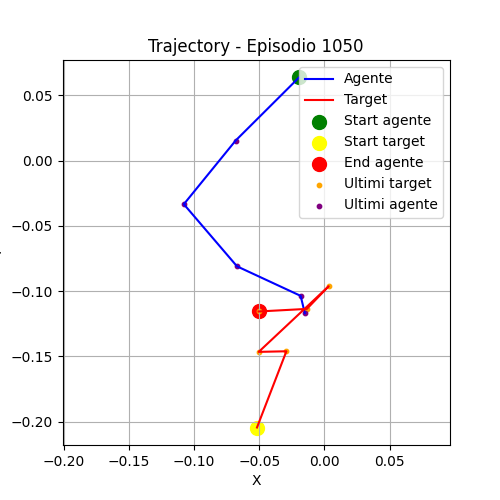 Trajectory - Episodio 1050
Agente
Target
Start agente
Start target
End agente
Ultimi target
Ultimi agente
0.05
0.00
−0.05
−0.10
−0.15
−0.20
−0.20 −0.15 −0.10 −0.05 0.00 0.05
X